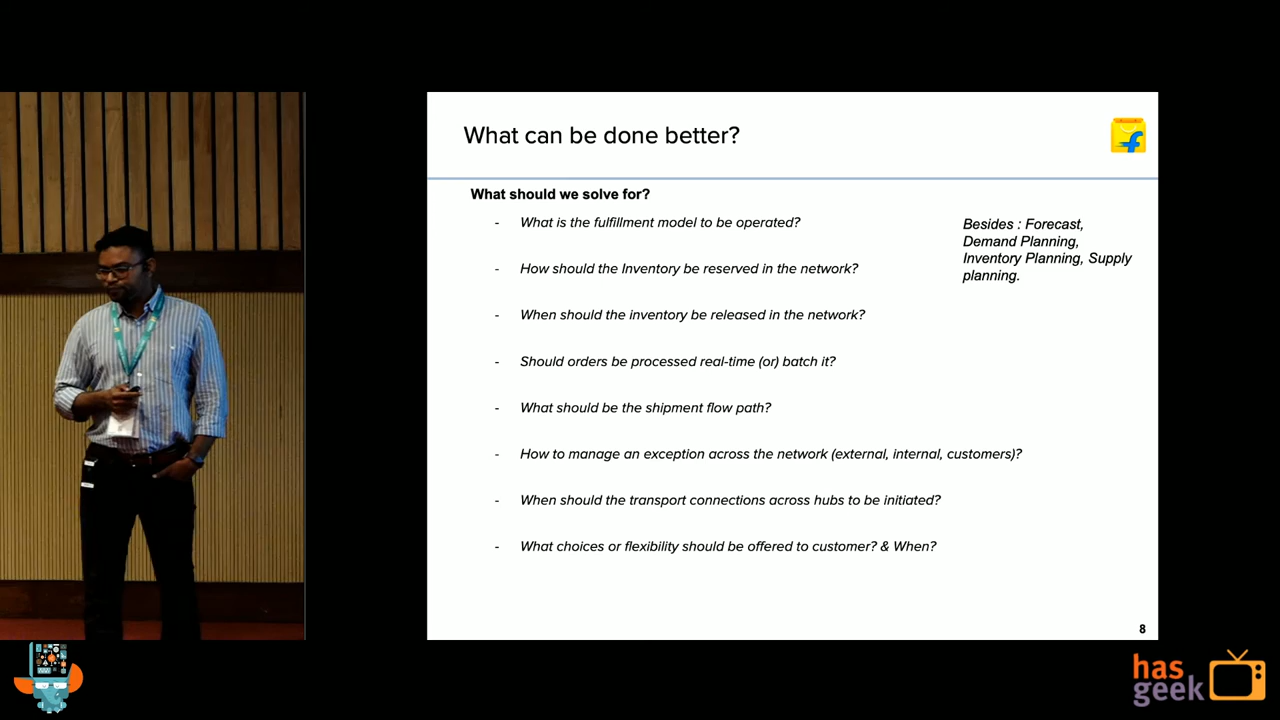 What can be done better?
What should we solve for?
- What is the fulfillment model to be operated?
- How should the Inventory be reserved in the network?
- When should the inventory be released in the network?
- Should orders be processed real-time (or) batch it?
- What should be the shipment flow path?
- How to manage an exception across the network (external, internal, customers)?
- When should the transport connections across hubs to be initiated?
- What choices or flexibility should be offered to customer? & When?
Besides : Forecast,
Demand Planning,
Inventory Planning, Supply
planning.
8
has
geek